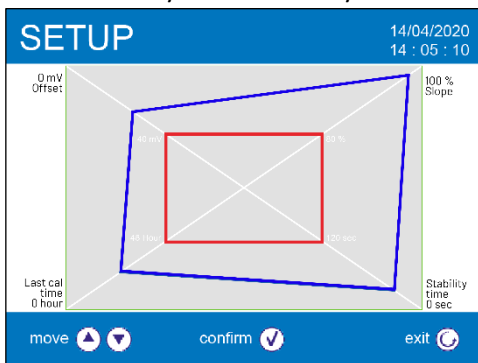 SETUP
14/04/2020
14 : 05 : 10
0 mV
Offset
100 %
Slope
40 mV
60 %
48 Hour
120 sec
Last cal
time
0 hour
Stability
time
0 sec
move
confirm
exit